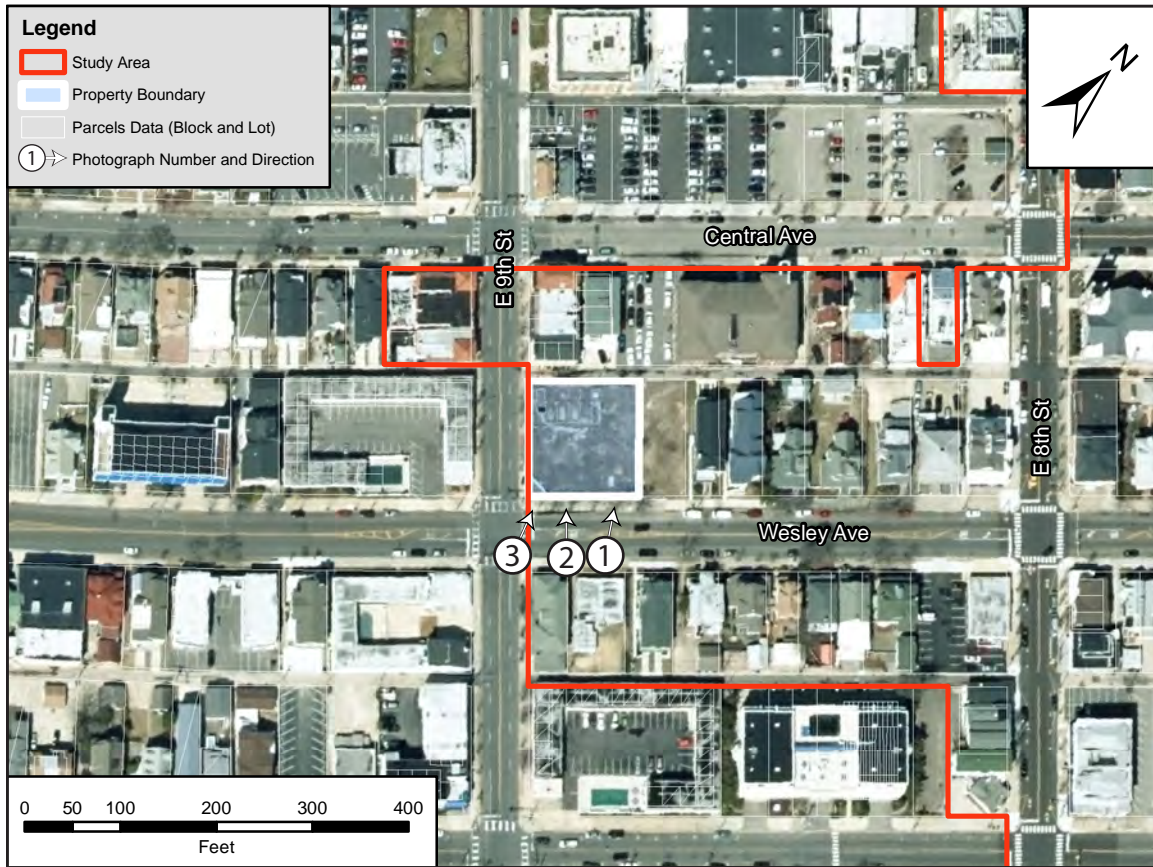 Legend
Study Area
Property Boundary
Parcels Data (Block and Lot)
1 Photograph Number and Direction
N
Central Ave
E 9th St
E 8th St
Wesley Ave
3 2 1
0 50 100 200 300 400
Feet